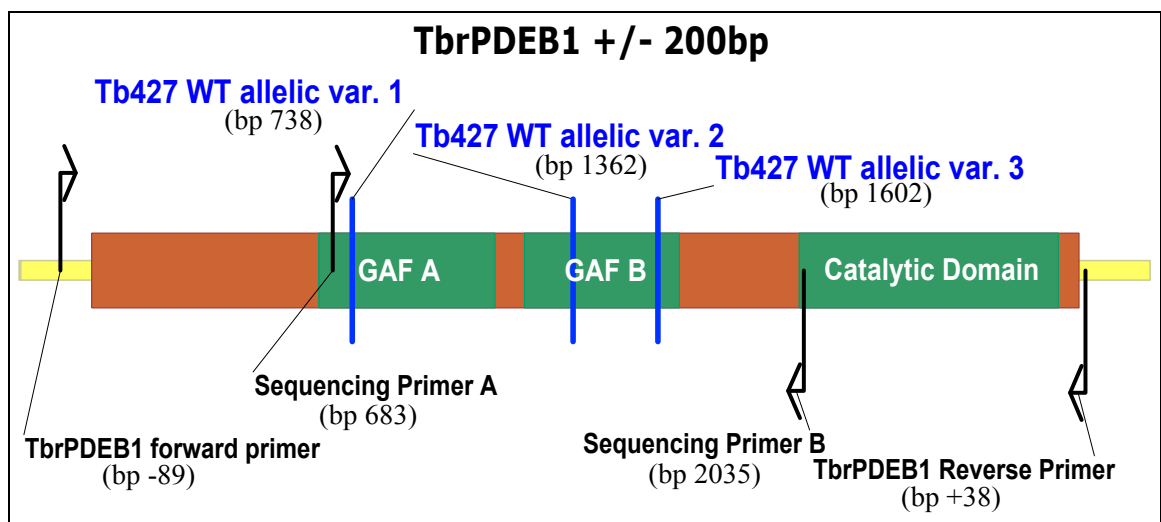 TbrPDEB1 +/- 200bp
Tb427 WT allelic var. 1
(bp 738)
Tb427 WT allelic var. 2
(bp 1362)
Tb427 WT allelic var. 3
(bp 1602)
GAF A
GAF B
Catalytic Domain
Sequencing Primer A
(bp 683)
TbrPDEB1 forward primer
(bp -89)
Sequencing Primer B
(bp 2035)
TbrPDEB1 Reverse Primer
(bp +38)